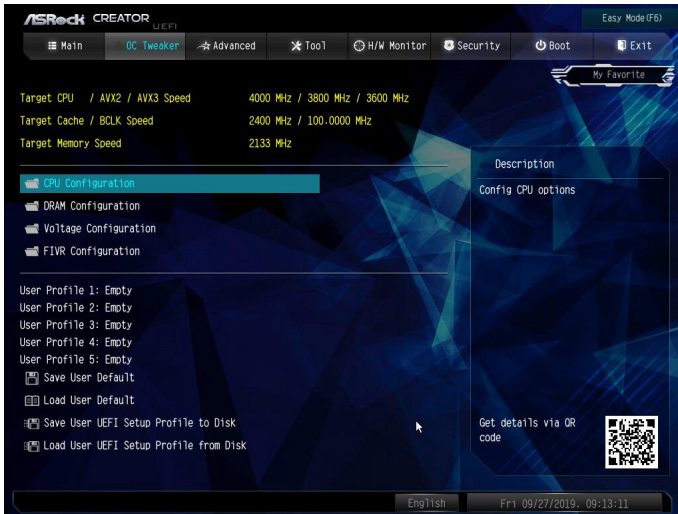 ASRock CREATOR UEFI
Easy Mode(F6)
Main OC Tweaker Advanced Tool H/W Monitor Security Boot Exit
My Favorite
Target CPU / AVX2 / AVX3 Speed 4000 MHz / 3800 MHz / 3600 MHz
Target Cache / BCLK Speed 2400 MHz / 100.0000 MHz
Target Memory Speed 2133 MHz
CPU Configuration
DRAM Configuration
Voltage Configuration
FIVR Configuration
User Profile 1: Empty
User Profile 2: Empty
User Profile 3: Empty
User Profile 4: Empty
User Profile 5: Empty
Save User Default
Load User Default
Save User UEFI Setup Profile to Disk
Load User UEFI Setup Profile from Disk
Description
Config CPU options
Get details via QR
code
English
Fri 09/27/2019. 09:13:11